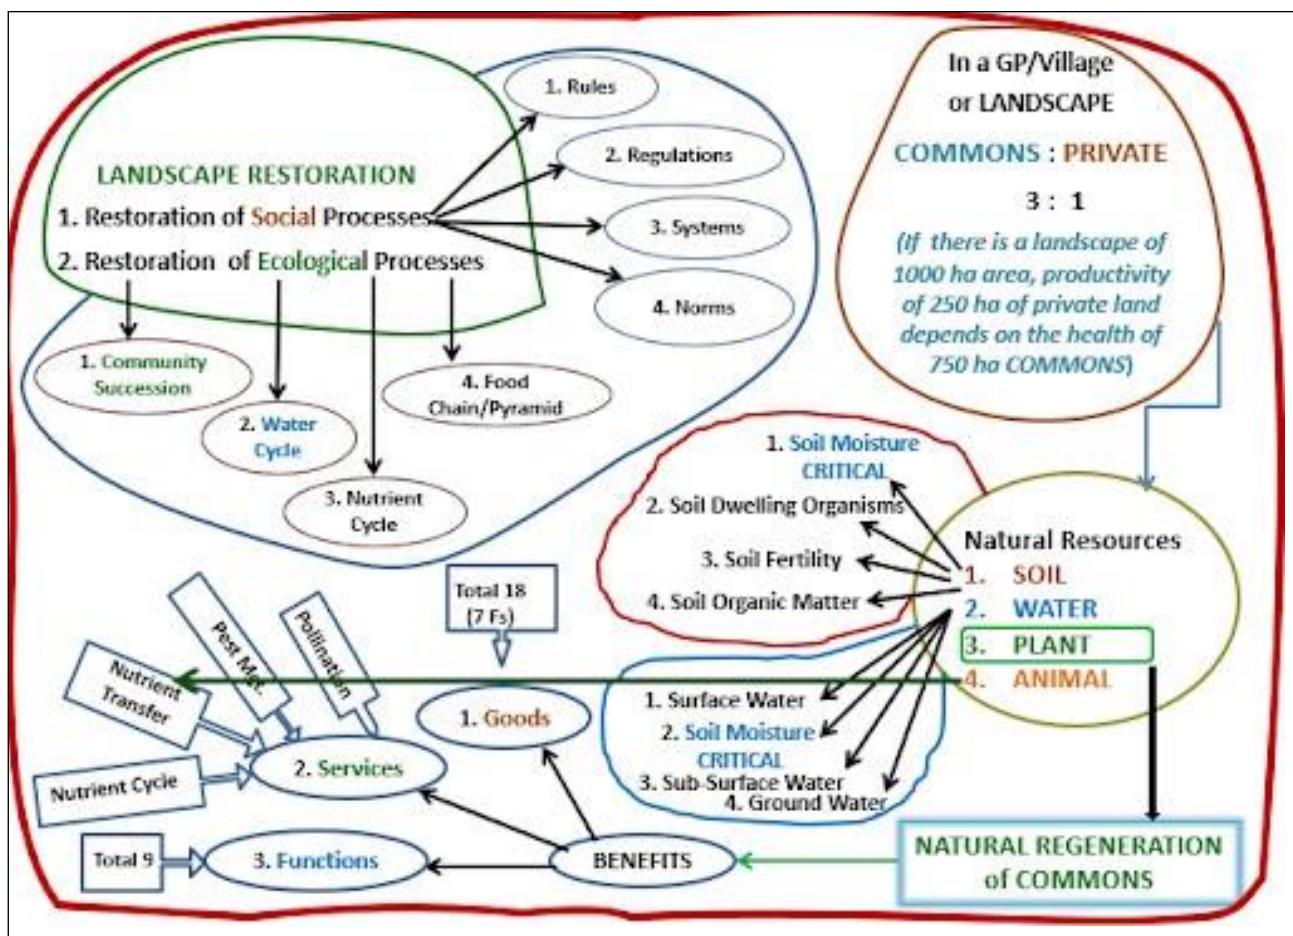 LANDSCAPE RESTORATION
1. Restoration of Social Processes
2. Restoration of Ecological Processes
1. Rules
2. Regulations
3. Systems
4. Norms
1. Community
Succession
2. Water
Cycle
3. Nutrient
Cycle
4. Food
Chain/Pyramid
In a GP/Village
or LANDSCAPE
COMMONS : PRIVATE
3 : 1
(If there is a landscape of
1000 ha area, productivity
of 250 ha of private land
depends on the health of
750 ha COMMONS)
1. Soil Moisture
CRITICAL
2. Soil Dwelling Organisms
3. Soil Fertility
4. Soil Organic Matter
Natural Resources
1. SOIL
2. WATER
3. PLANT
4. ANIMAL
1. Surface Water
2. Soil Moisture
CRITICAL
3. Sub-Surface Water
4. Ground Water
Total 18
(7 Fs)
Pollination
Pest Mgt.
Nutrient
Transfer
Nutrient Cycle
1. Goods
2. Services
Total 9
3. Functions
BENEFITS
NATURAL REGENERATION
of COMMONS